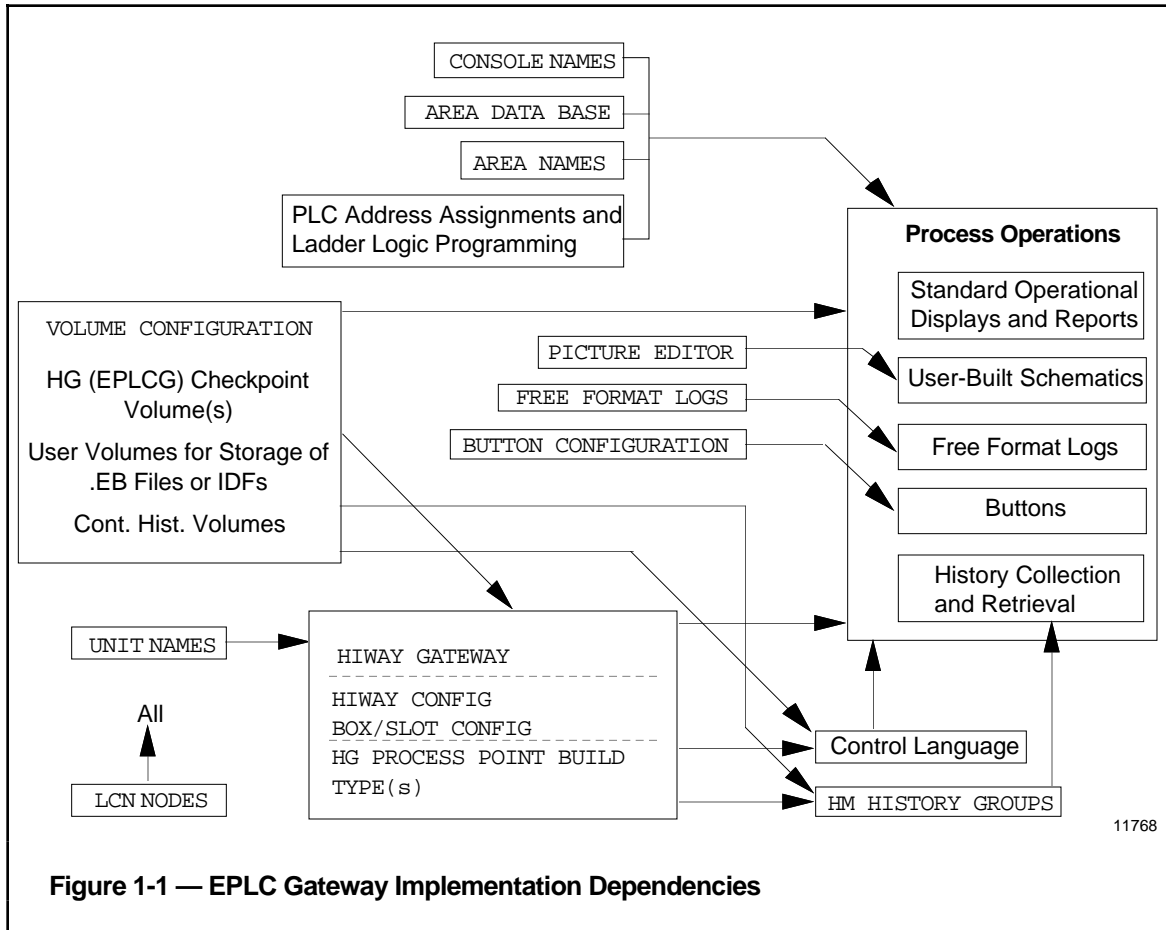 CONSOLE NAMES
AREA DATA BASE
AREA NAMES
PLC Address Assignments and
Ladder Logic Programming
Process Operations
Standard Operational
Displays and Reports
User-Built Schematics
Free Format Logs
Buttons
History Collection
and Retrieval
VOLUME CONFIGURATION
HG (EPLCG) Checkpoint
Volume(s)
User Volumes for Storage of
.EB Files or IDFs
Cont. Hist. Volumes
PICTURE EDITOR
FREE FORMAT LOGS
BUTTON CONFIGURATION
UNIT NAMES
All
LCN NODES
HIWAY GATEWAY
HIWAY CONFIG
BOX/SLOT CONFIG
HG PROCESS POINT BUILD
TYPE(s)
Control Language
HM HISTORY GROUPS
11768
Figure 1-1 — EPLC Gateway Implementation Dependencies